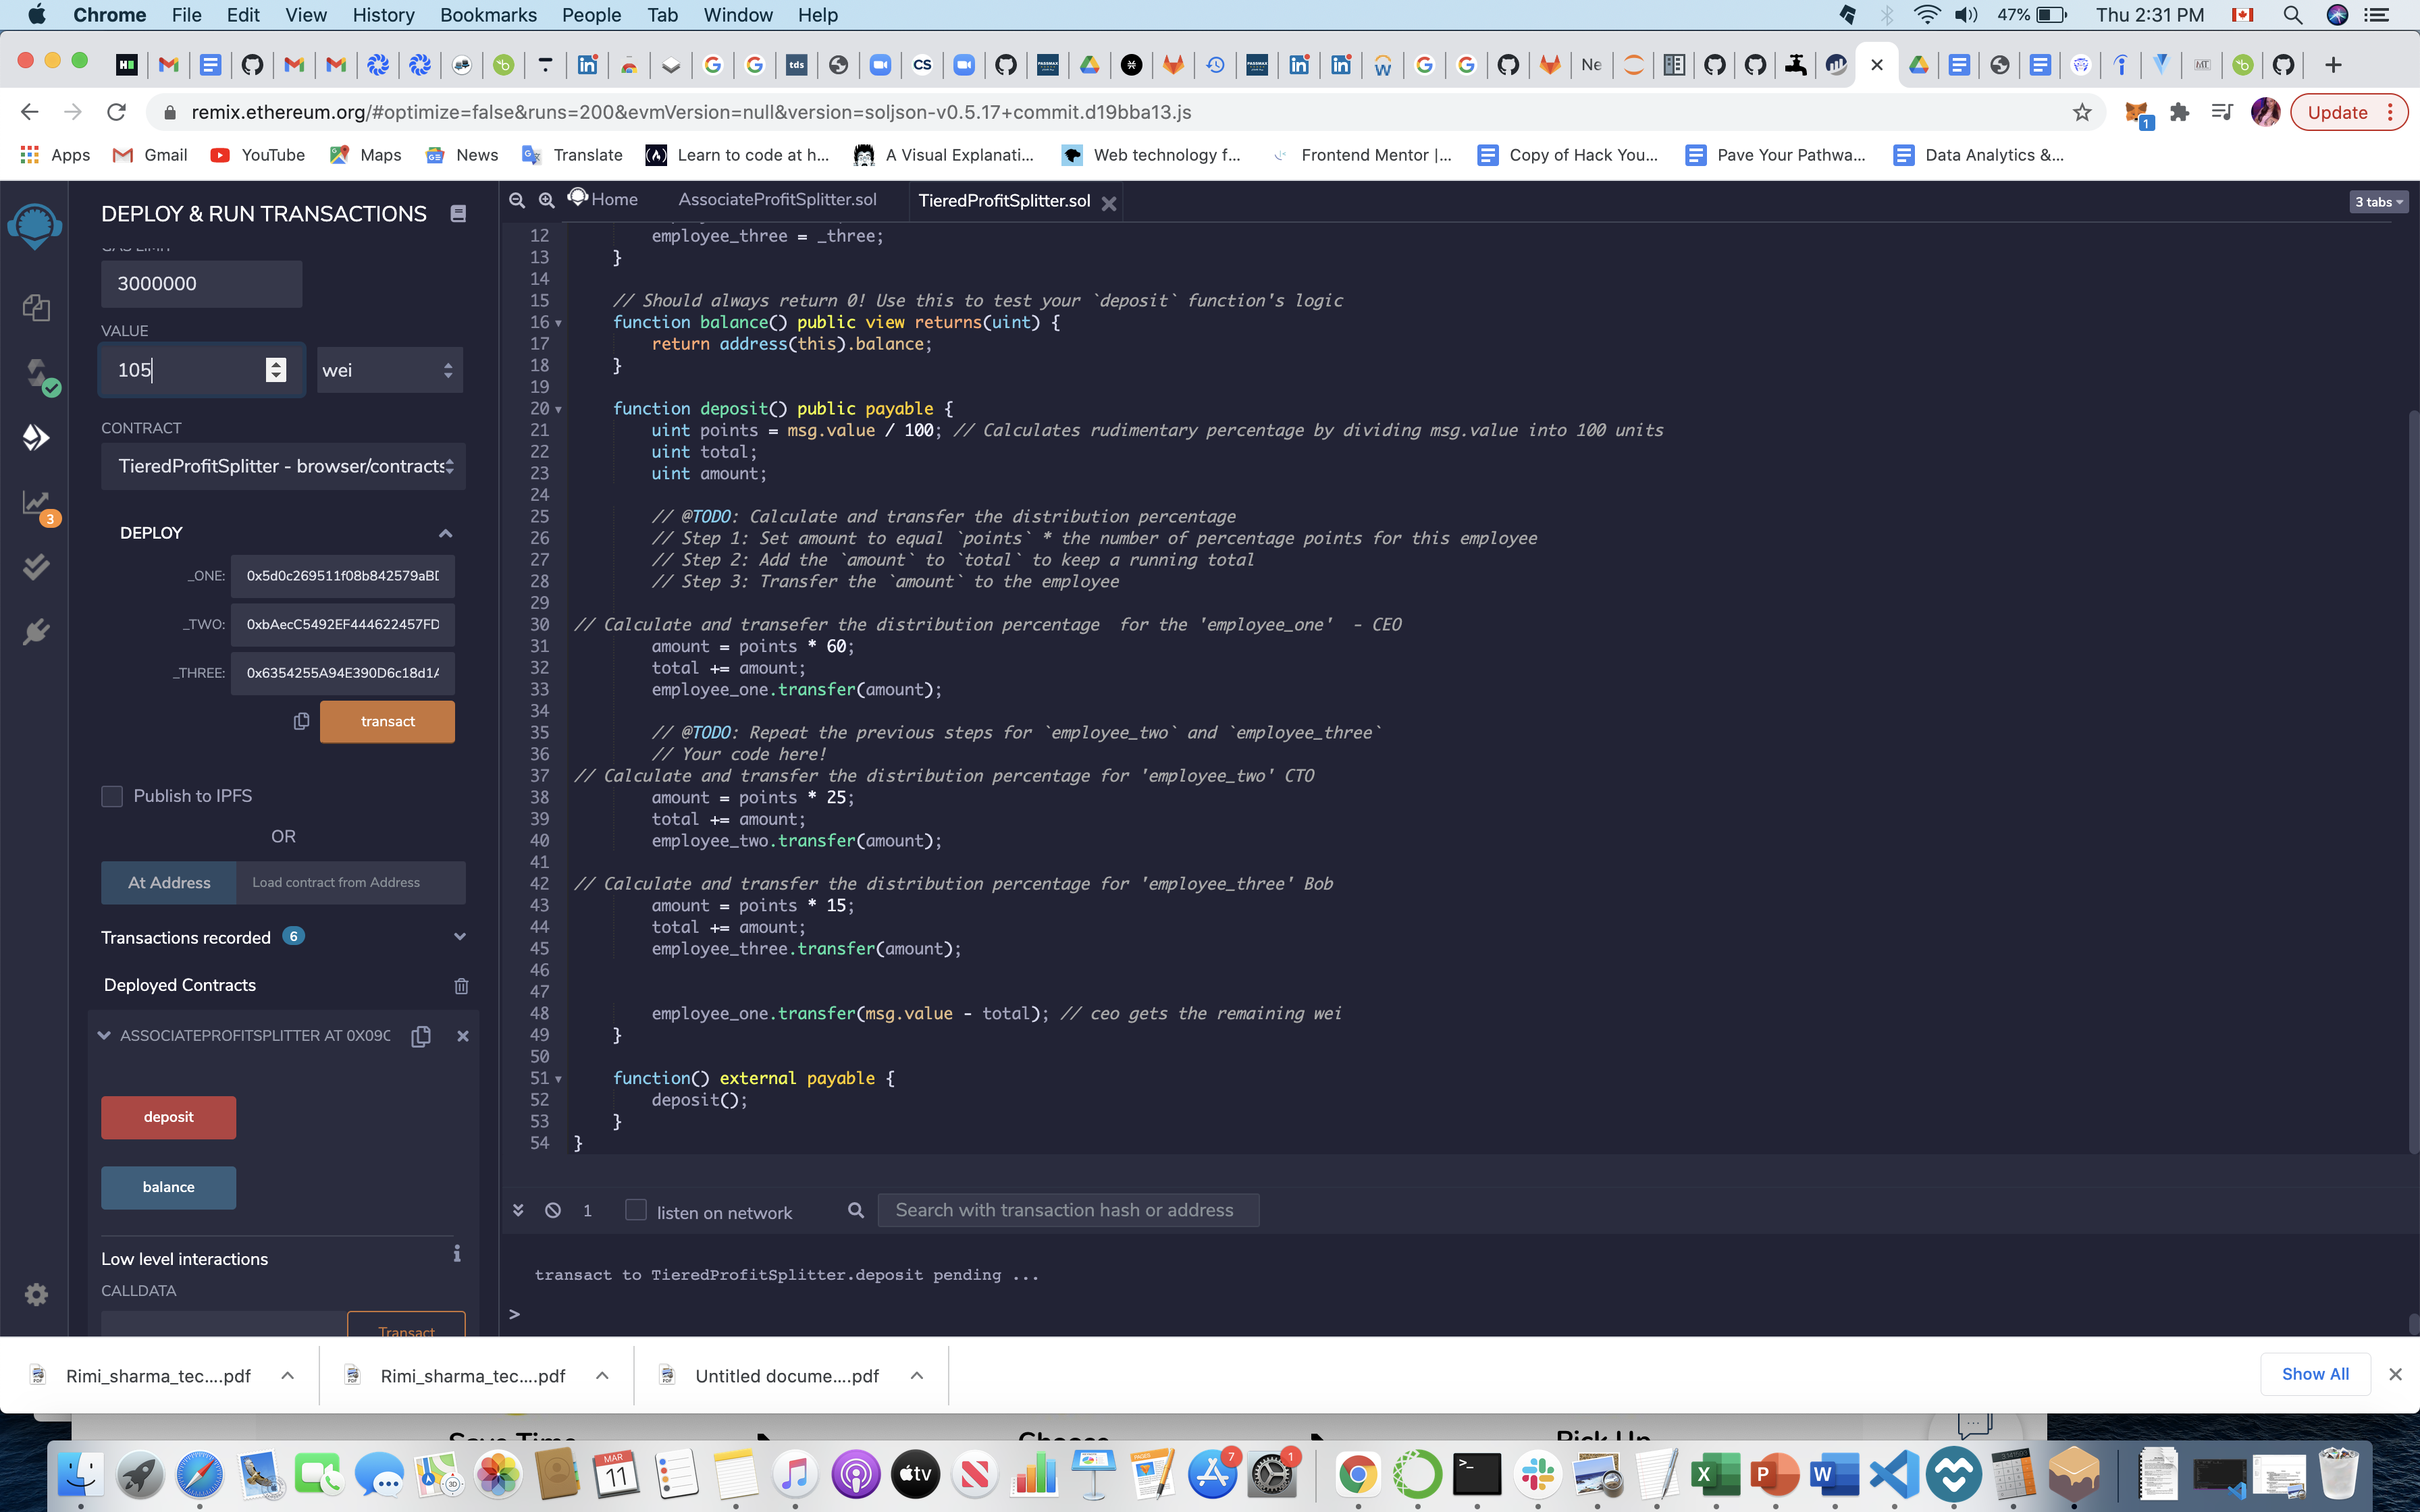 Chrome File Edit View History Bookmarks People Tab Window Help 47% Thu 2:31 PM
remix.ethereum.org/#optimize=false&runs=200&evmVersion=null&version=soljson-v0.5.17+commit.d19bba13.js
1
Update
Apps Gmail YouTube Maps News Translate Learn to code at h... A Visual Explanati... Web technology f... Frontend Mentor |... Copy of Hack You... Pave Your Pathwa... Data Analytics &...
DEPLOY & RUN TRANSACTIONS
GAS LIMIT
3000000
VALUE
105 wei
CONTRACT
TieredProfitSplitter - browser/contracts
3
DEPLOY
_ONE: 0x5d0c269511f08b842579aBD
_TWO: 0xbAecC5492EF444622457FD
_THREE: 0x6354255A94E390D6c18d1A
transact
Publish to IPFS
OR
At Address Load contract from Address
Transactions recorded 6
Deployed Contracts
ASSOCIATEPROFITSPLITTER AT 0X09C
deposit
balance
Low level interactions
CALLDATA
Transact
Home AssociateProfitSplitter.sol TieredProfitSplitter.sol 3 tabs
12 employee_three = _three;
13 }
14
15 // Should always return 0! Use this to test your `deposit` function's logic
16 function balance() public view returns(uint) {
17 return address(this).balance;
18 }
19
20 function deposit() public payable {
21 uint points = msg.value / 100; // Calculates rudimentary percentage by dividing msg.value into 100 units
22 uint total;
23 uint amount;
24
25 // @TODO: Calculate and transfer the distribution percentage
26 // Step 1: Set amount to equal `points` * the number of percentage points for this employee
27 // Step 2: Add the `amount` to `total` to keep a running total
28 // Step 3: Transfer the `amount` to the employee
29
30 // Calculate and transefer the distribution percentage  for the 'employee_one'  - CEO
31 amount = points * 60;
32 total += amount;
33 employee_one.transfer(amount);
34
35 // @TODO: Repeat the previous steps for `employee_two` and `employee_three`
36 // Your code here!
37 // Calculate and transfer the distribution percentage for 'employee_two' CTO
38 amount = points * 25;
39 total += amount;
40 employee_two.transfer(amount);
41
42 // Calculate and transfer the distribution percentage for 'employee_three' Bob
43 amount = points * 15;
44 total += amount;
45 employee_three.transfer(amount);
46
47
48 employee_one.transfer(msg.value - total); // ceo gets the remaining wei
49 }
50
51 function() external payable {
52 deposit();
53 }
54 }
1 listen on network Search with transaction hash or address
transact to TieredProfitSplitter.deposit pending ...
>
Rimi_sharma_tec....pdf Rimi_sharma_tec....pdf Untitled docume....pdf Show All